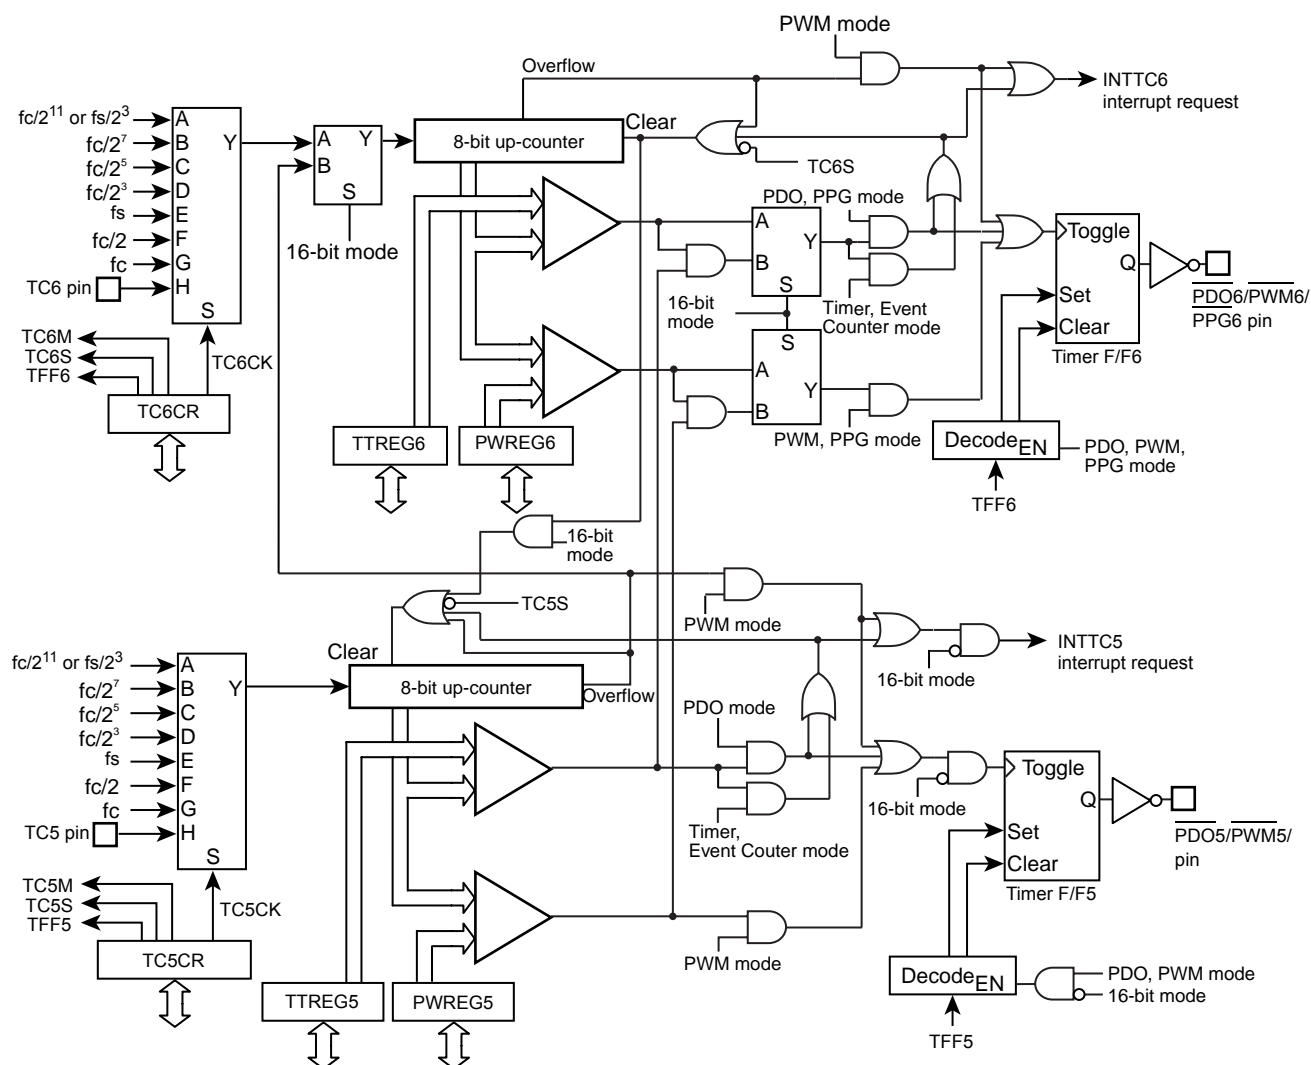 PWM mode
Overflow
INTTC6
interrupt request
fc/2¹¹ or fs/2³
fc/2⁷
fc/2⁵
fc/2³
fs
fc/2
fc
TC6 pin
A
B
C
D
E
F
G
H
Y
S
A
B
Y
S
16-bit mode
8-bit up-counter
Clear
TC6S
PDO, PPG mode
A
B
Y
S
16-bit
mode
Timer, Event
Counter mode
S
A
B
Y
PWM, PPG mode
Toggle
Q
Set
Clear
Timer F/F6
PDO6/PWM6/
PPG6 pin
TC6M
TC6S
TFF6
TC6CK
TC6CR
TTREG6
PWREG6
Decode EN
PDO, PWM,
PPG mode
TFF6
16-bit
mode
TC5S
PWM mode
INTTC5
interrupt request
16-bit mode
Clear
8-bit up-counter
Overflow
fc/2¹¹ or fs/2³
fc/2⁷
fc/2⁵
fc/2³
fs
fc/2
fc
TC5 pin
A
B
C
D
E
F
G
H
Y
S
PDO mode
Timer,
Event Couter mode
16-bit mode
Toggle
Q
Set
Clear
Timer F/F5
PDO5/PWM5/
pin
TC5M
TC5S
TFF5
TC5CK
TC5CR
TTREG5
PWREG5
PWM mode
Decode EN
PDO, PWM mode
16-bit mode
TFF5